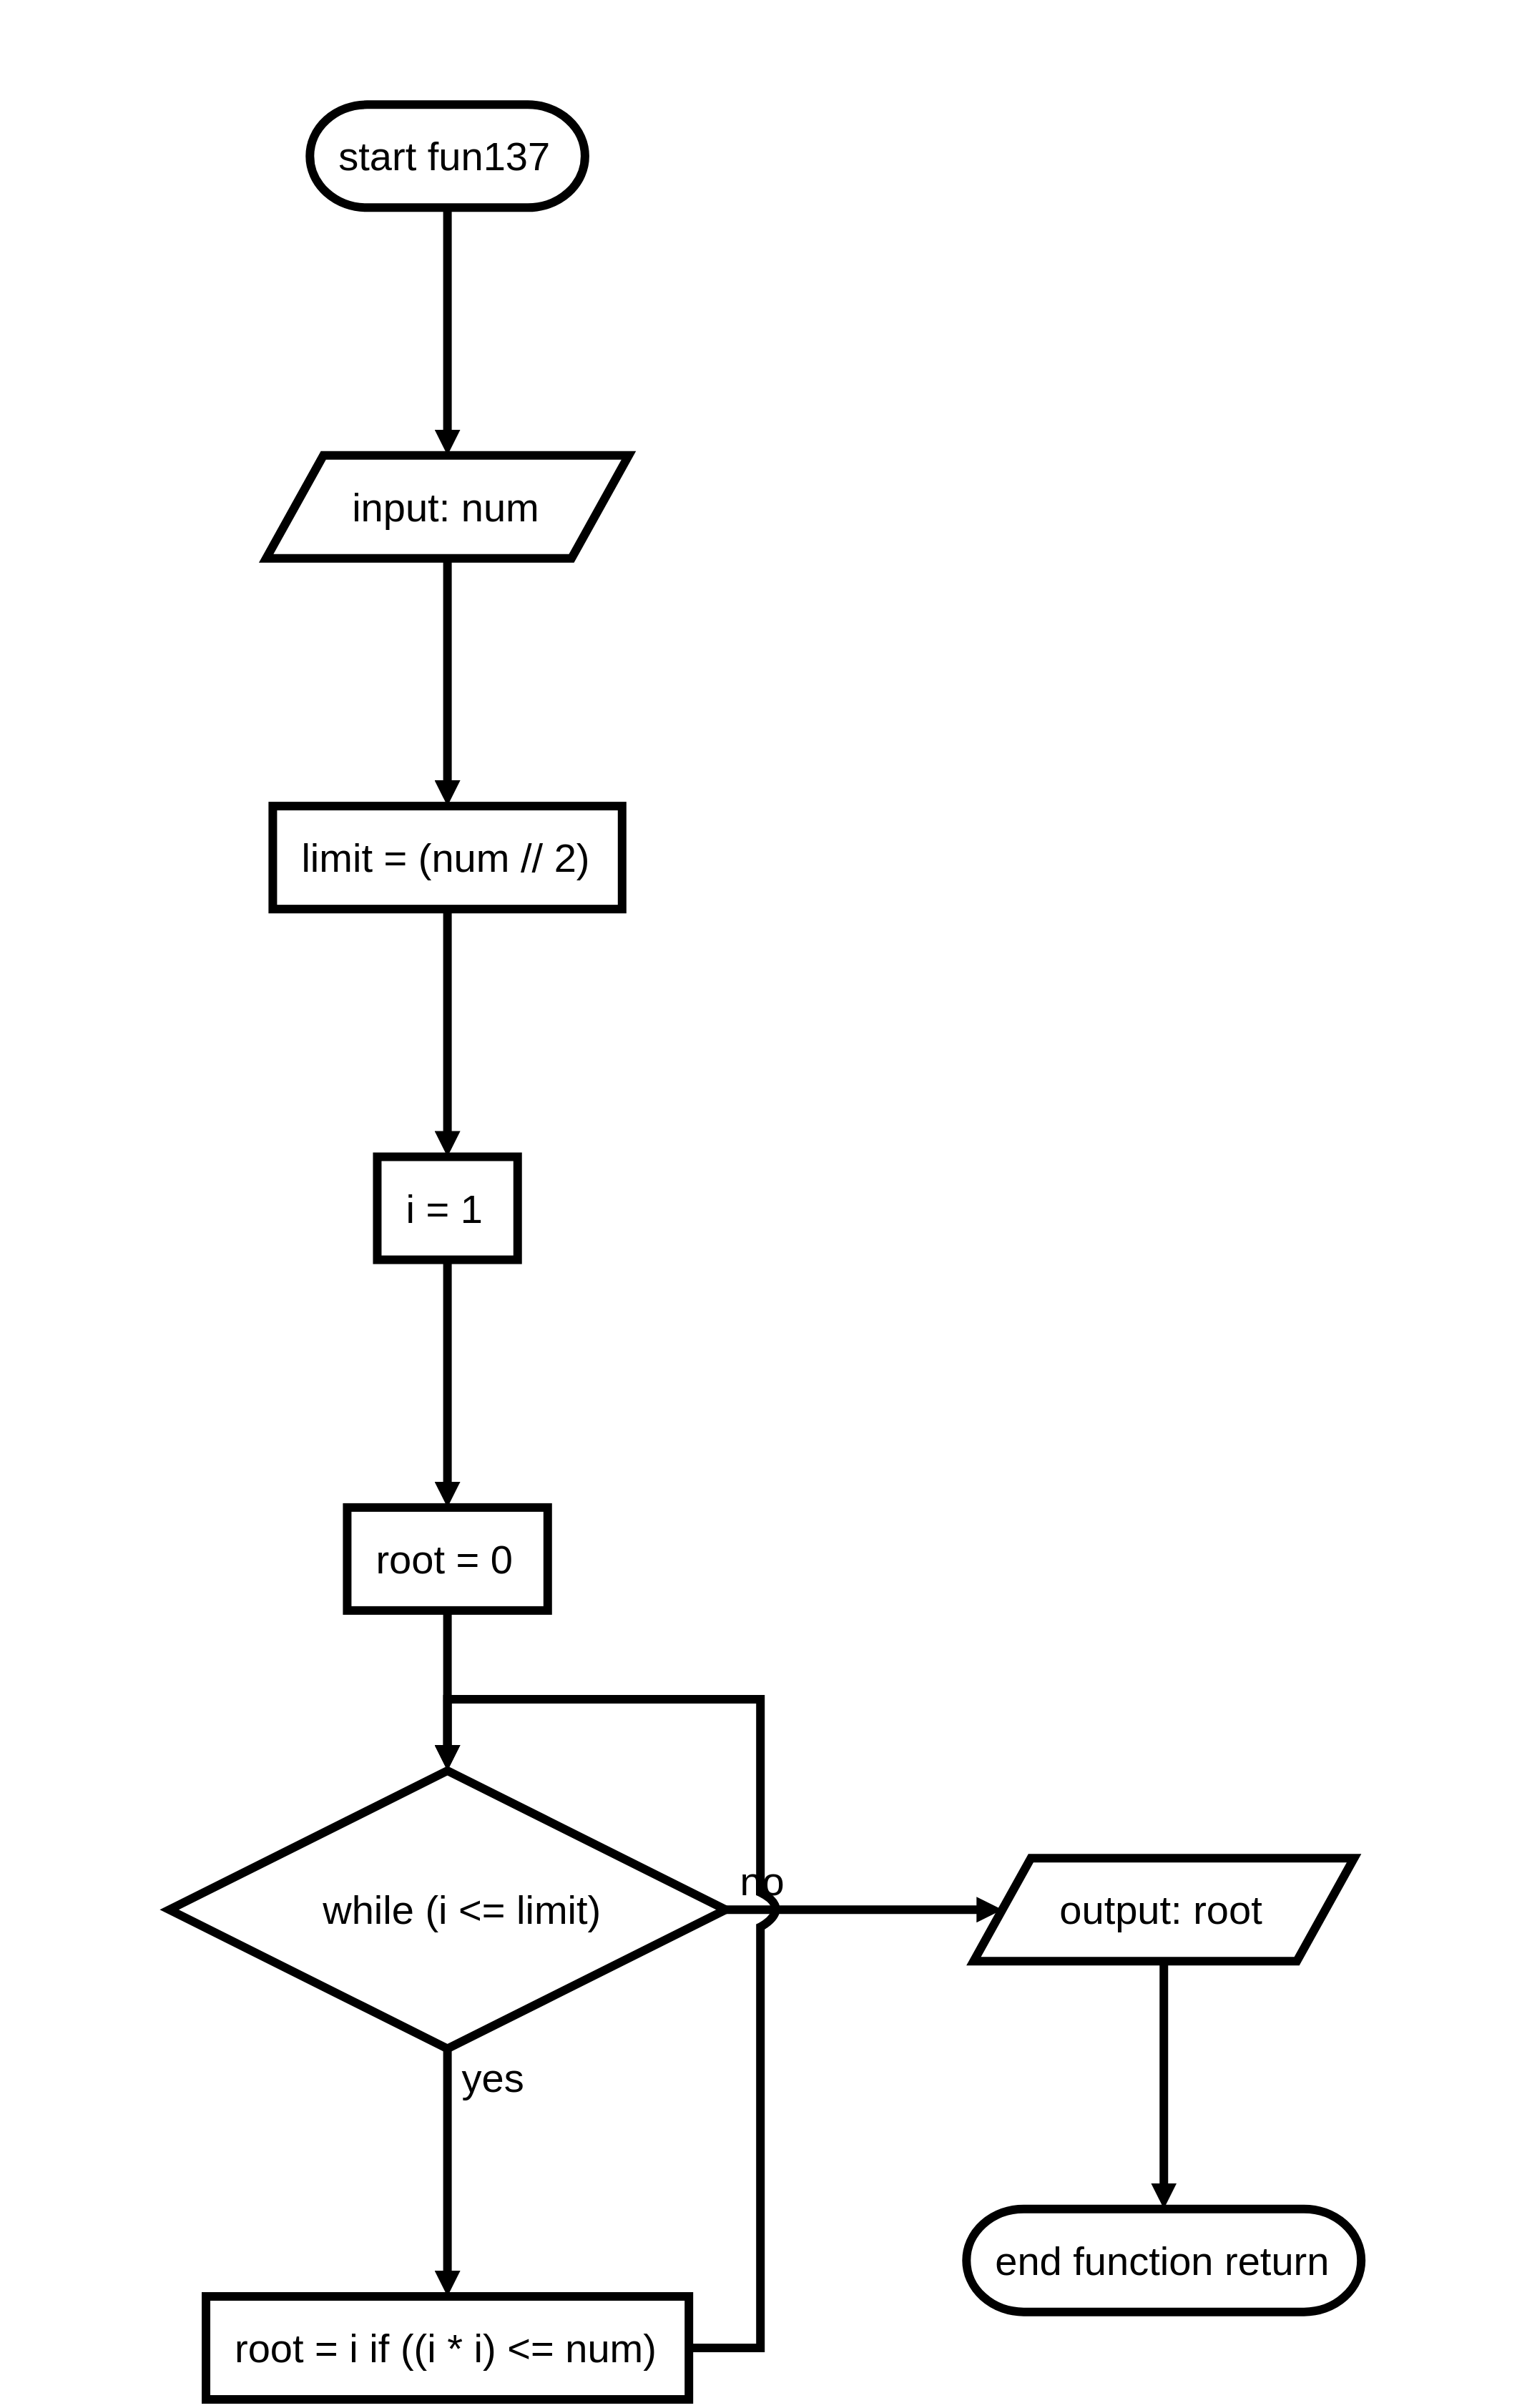 start fun137
input: num
limit = (num // 2)
i = 1
root = 0
while (i <= limit)
no
output: root
yes
end function return
root = i if ((i * i) <= num)